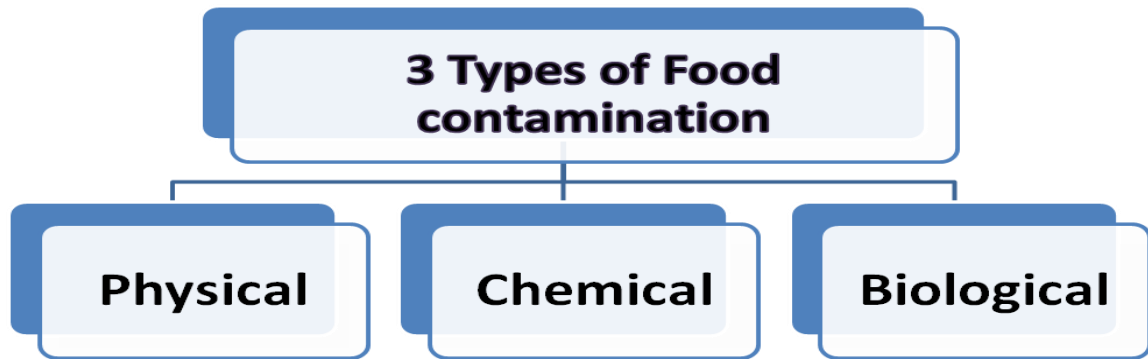 3 Types of Food
contamination
Physical
Chemical
Biological